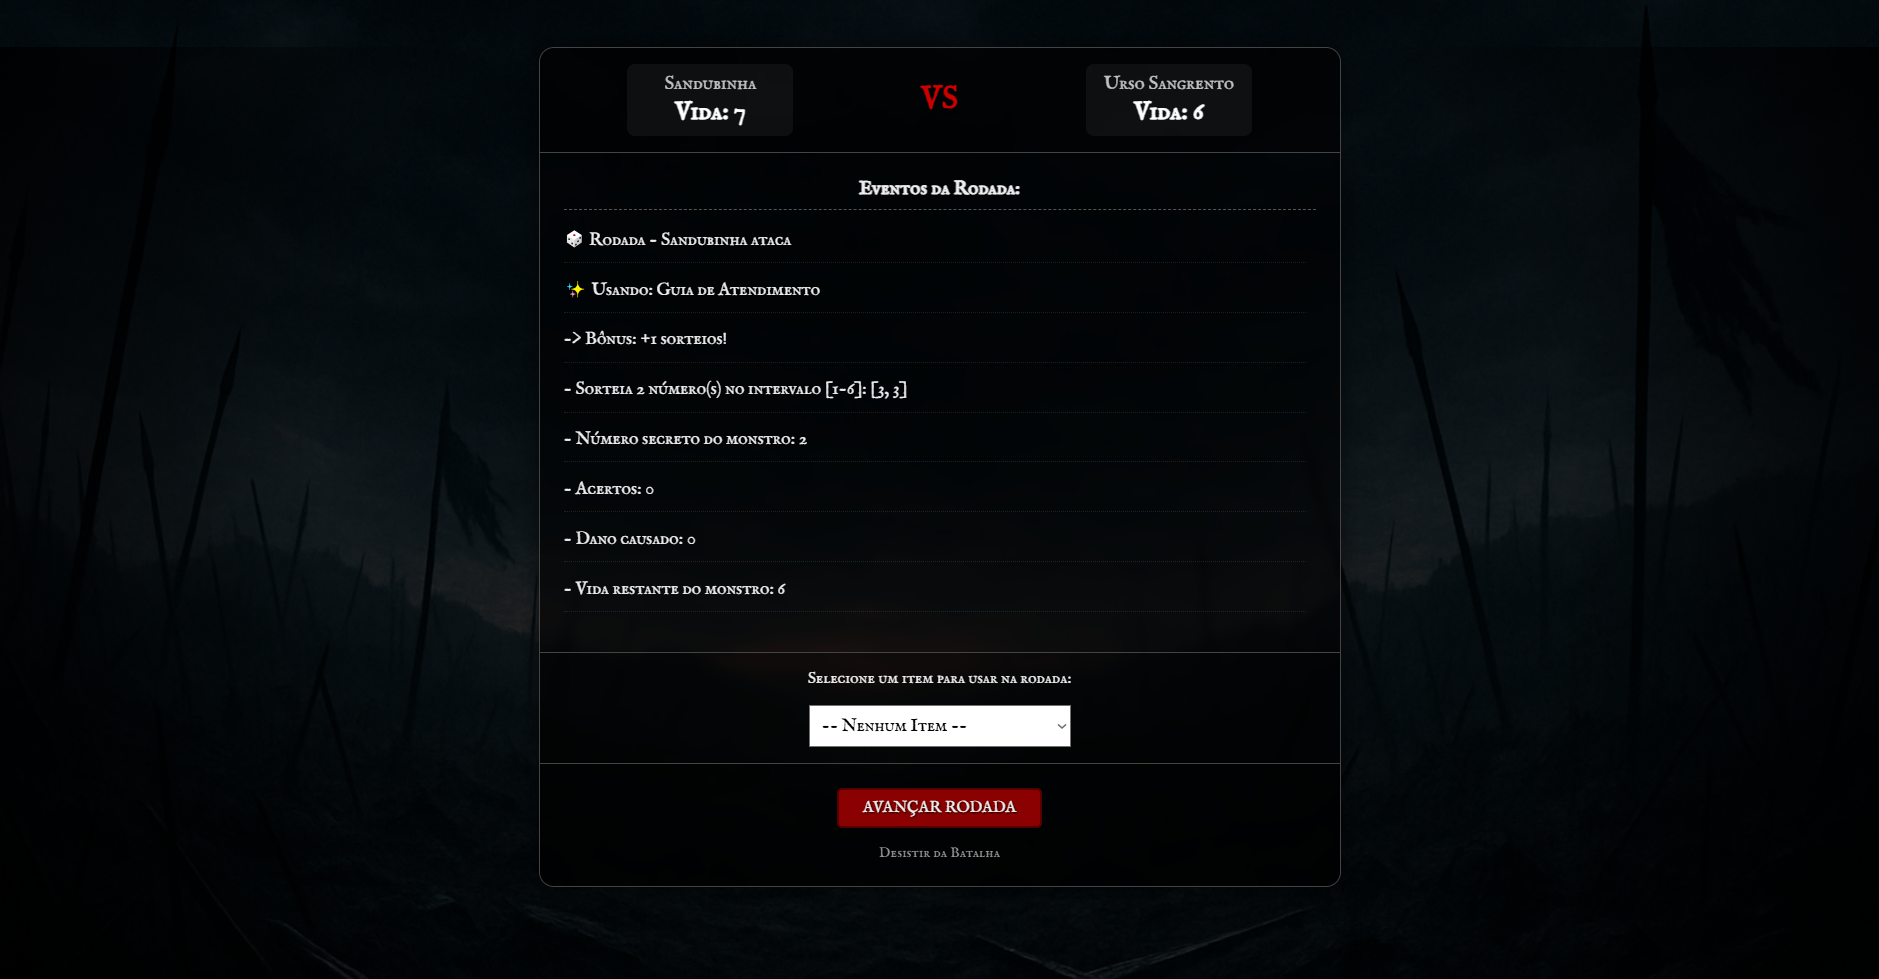 Sandubinha
Vida: 7
VS
Urso Sangrento
Vida: 6
Eventos da Rodada:
🎲 Rodada - Sandubinha ataca
✨ Usando: Guia de Atendimento
-> Bônus: +1 sorteios!
- Sorteia 2 número(s) no intervalo [1-6]: [3, 3]
- Número secreto do monstro: 2
- Acertos: 0
- Dano causado: 0
- Vida restante do monstro: 6
Selecione um item para usar na rodada:
-- Nenhum Item --
AVANÇAR RODADA
Desistir da Batalha